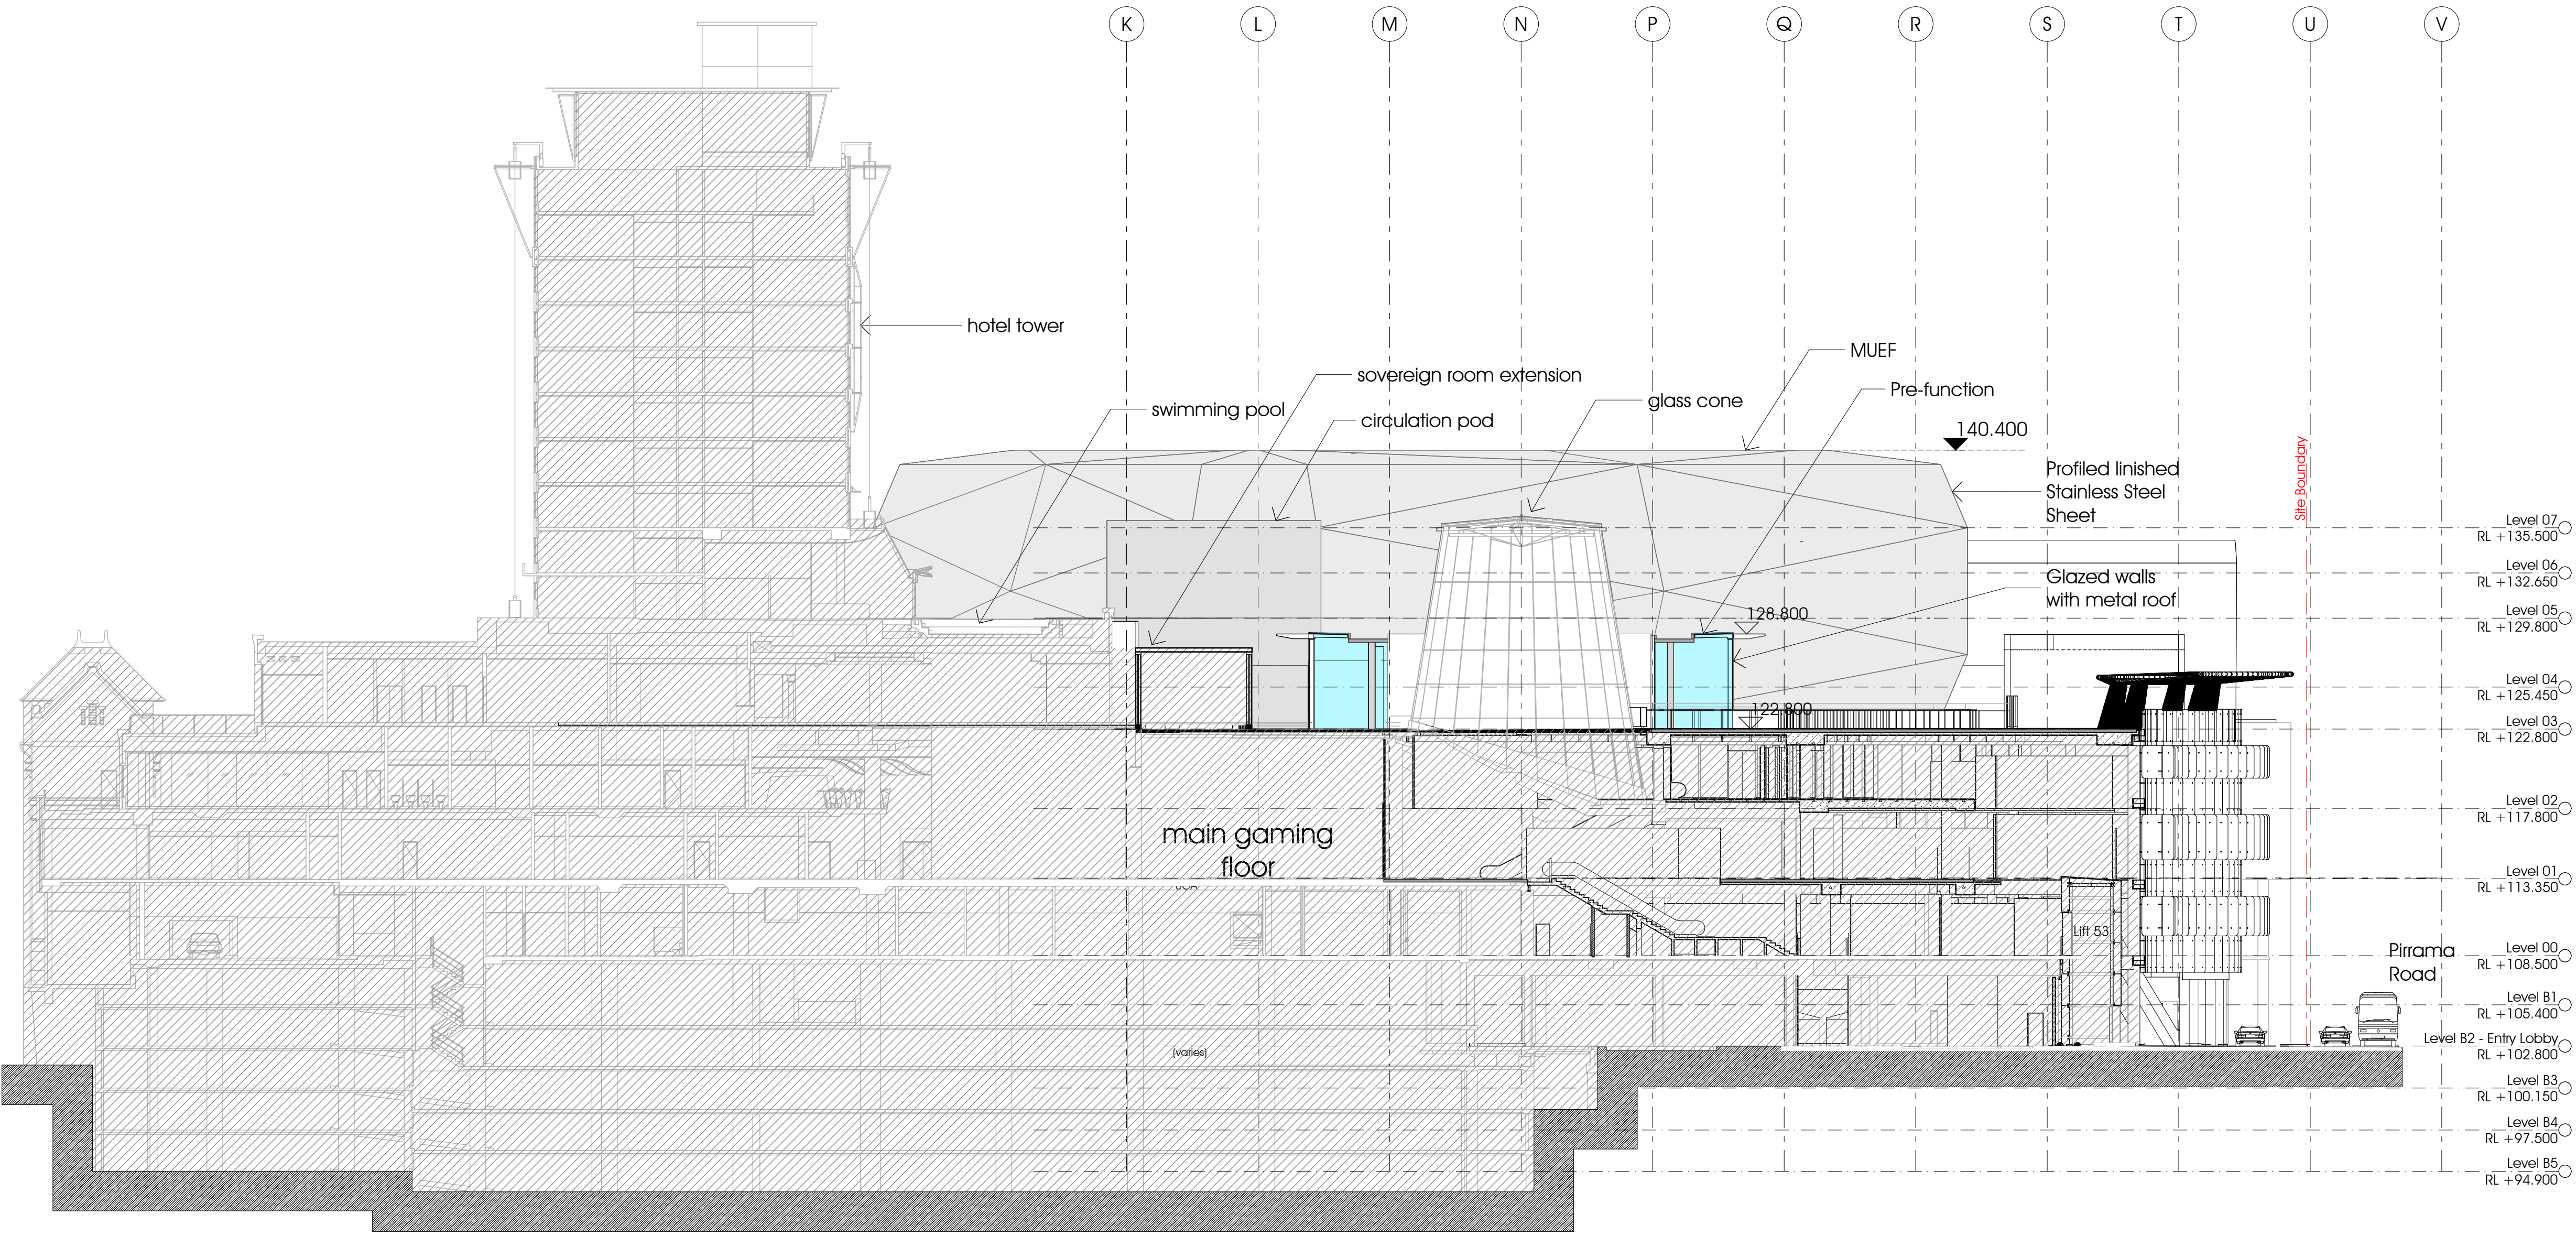 K L M N P Q R S T U V
hotel tower
MUEF
sovereign room extension
Pre-function
swimming pool
glass cone
circulation pod
140.400
Site Boundary
Profiled linished
Stainless Steel
Sheet
Level 07
RL +135.500
Level 06
RL +132.650
Glazed walls
with metal roof
128.800
Level 05
RL +129.800
Level 04
RL +125.450
122.800
Level 03
RL +122.800
Level 02
RL +117.800
main gaming
floor
Level 01
RL +113.350
Lift 53
Pirrama
Road
Level 00
RL +108.500
Level B1
RL +105.400
(varies)
Level B2 - Entry Lobby
RL +102.800
Level B3
RL +100.150
Level B4
RL +97.500
Level B5
RL +94.900